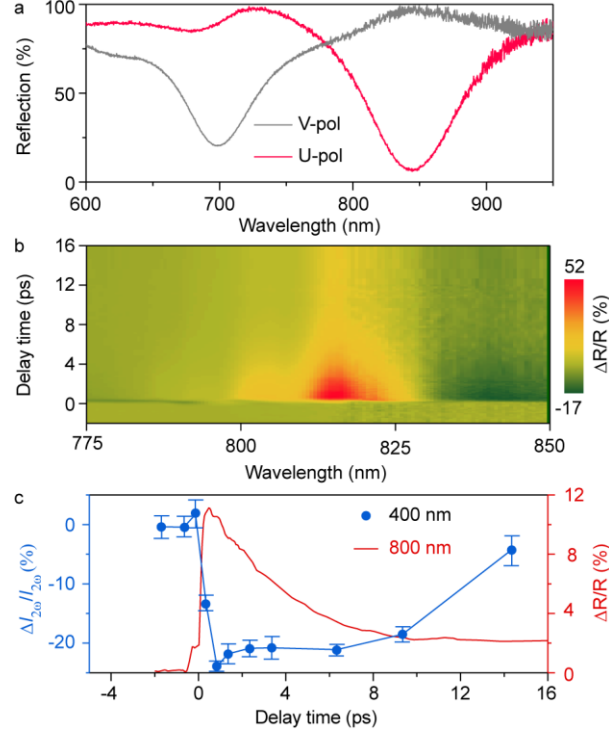 a
100
50
0
Reflection (%)
V-pol
U-pol
600
700
800
900
Wavelength (nm)
b
16
12
8
4
0
Delay time (ps)
775
800
825
850
Wavelength (nm)
52
-17
ΔR/R (%)
c
0
-10
-20
ΔI₂ω/I₂ω (%)
400 nm
800 nm
12
8
4
0
ΔR/R (%)
-4
0
4
8
12
16
Delay time (ps)